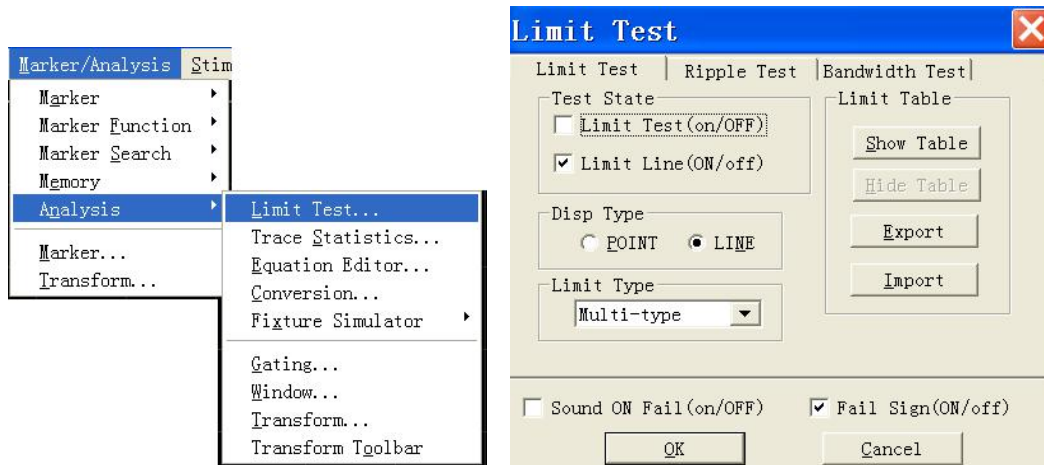 Marker/Analysis Stim
Marker
Marker Function
Marker Search
Memory
Analysis
Marker...
Transform...
Limit Test...
Trace Statistics...
Equation Editor...
Conversion...
Fixture Simulator
Gating...
Window...
Transform...
Transform Toolbar
Limit Test
Limit Test Ripple Test Bandwidth Test
Test State
Limit Test(on/OFF)
Limit Line(ON/off)
Disp Type
POINT LINE
Limit Type
Multi-type
Limit Table
Show Table
Hide Table
Export
Import
Sound ON Fail(on/OFF) Fail Sign(ON/off)
OK Cancel